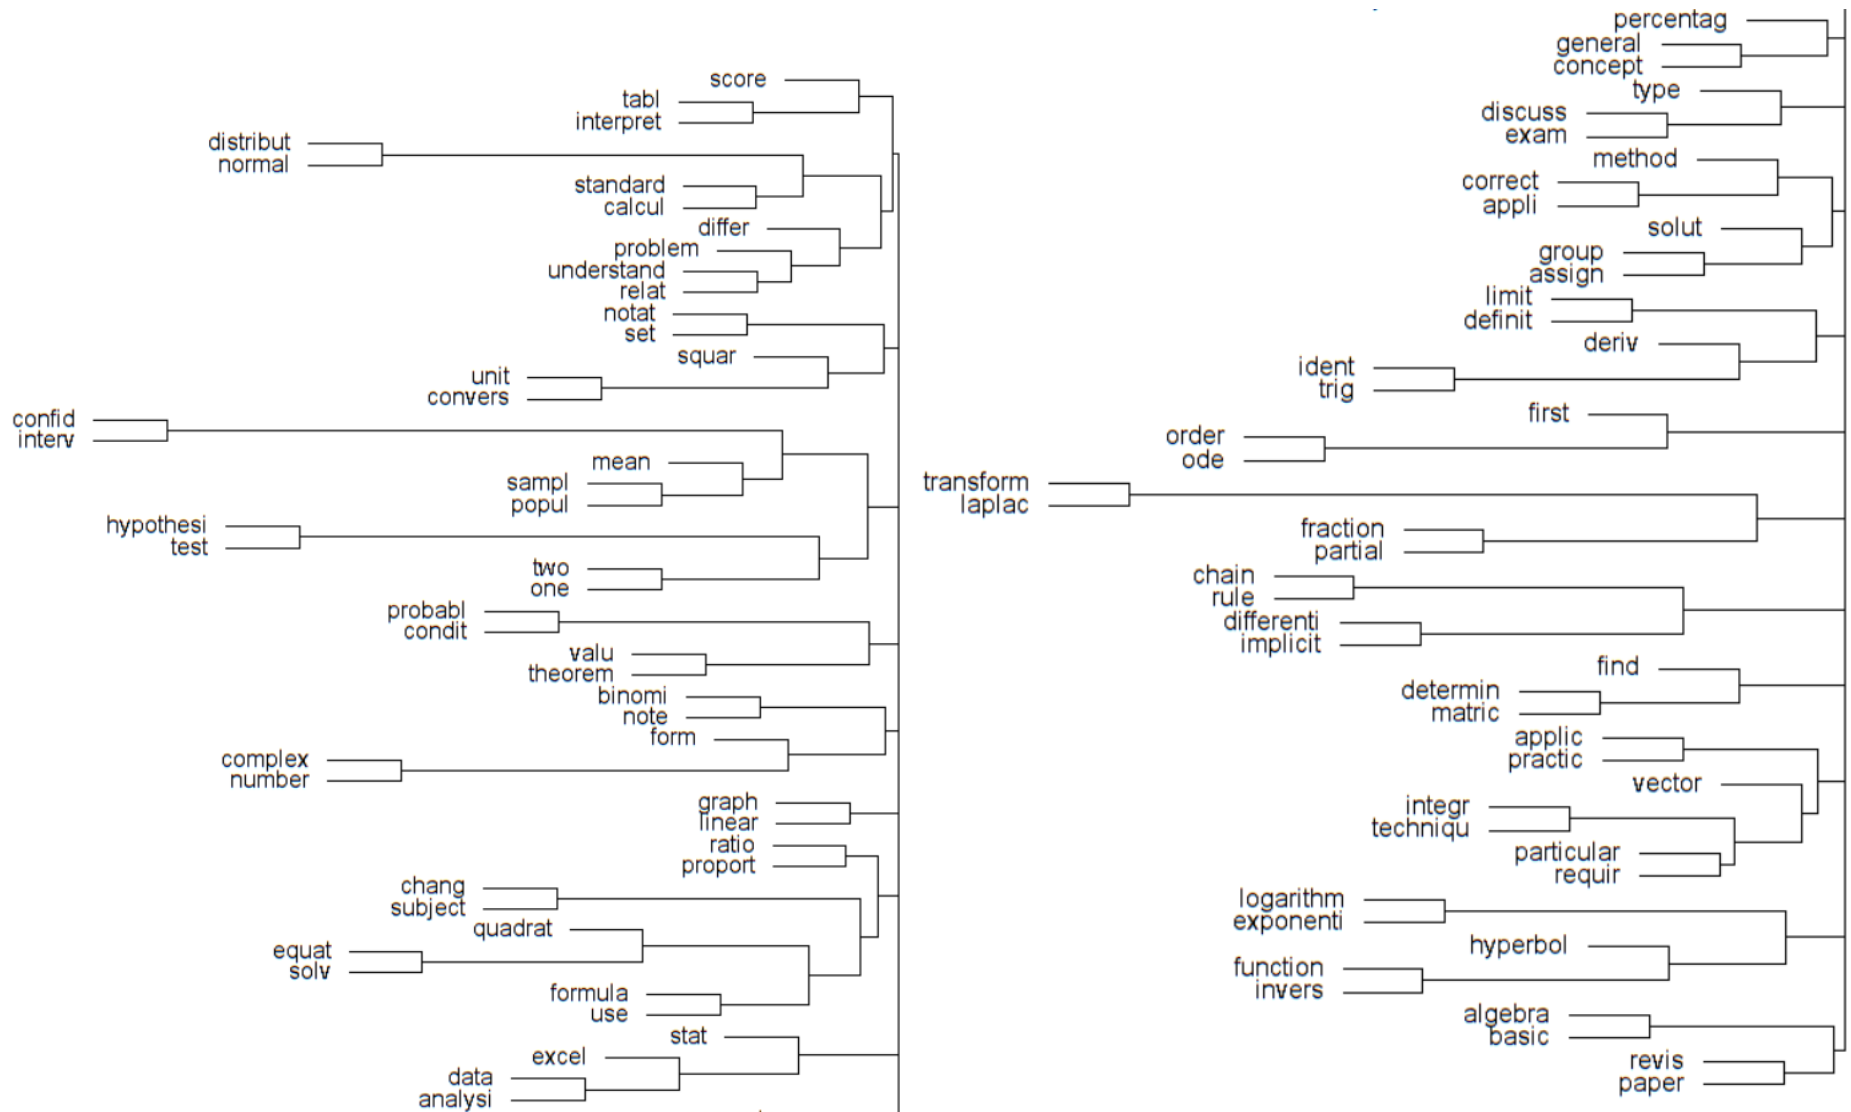 score
tabl
interpret
distribut
normal
standard
calcul
differ
problem
understand
relat
notat
set
squar
unit
convers
confid
interv
mean
sampl
popul
hypothesi
test
two
one
probabl
condit
valu
theorem
binomi
note
form
complex
number
graph
linear
ratio
proport
chang
subject
quadrat
equat
solv
formula
use
stat
excel
data
analysi
percentag
general
concept
type
discuss
exam
method
correct
appli
solut
group
assign
limit
definit
deriv
ident
trig
first
order
ode
transform
laplac
fraction
partial
chain
rule
differenti
implicit
find
determin
matric
applic
practic
vector
integr
techniqu
particular
requir
logarithm
exponenti
hyperbol
function
invers
algebra
basic
revis
paper